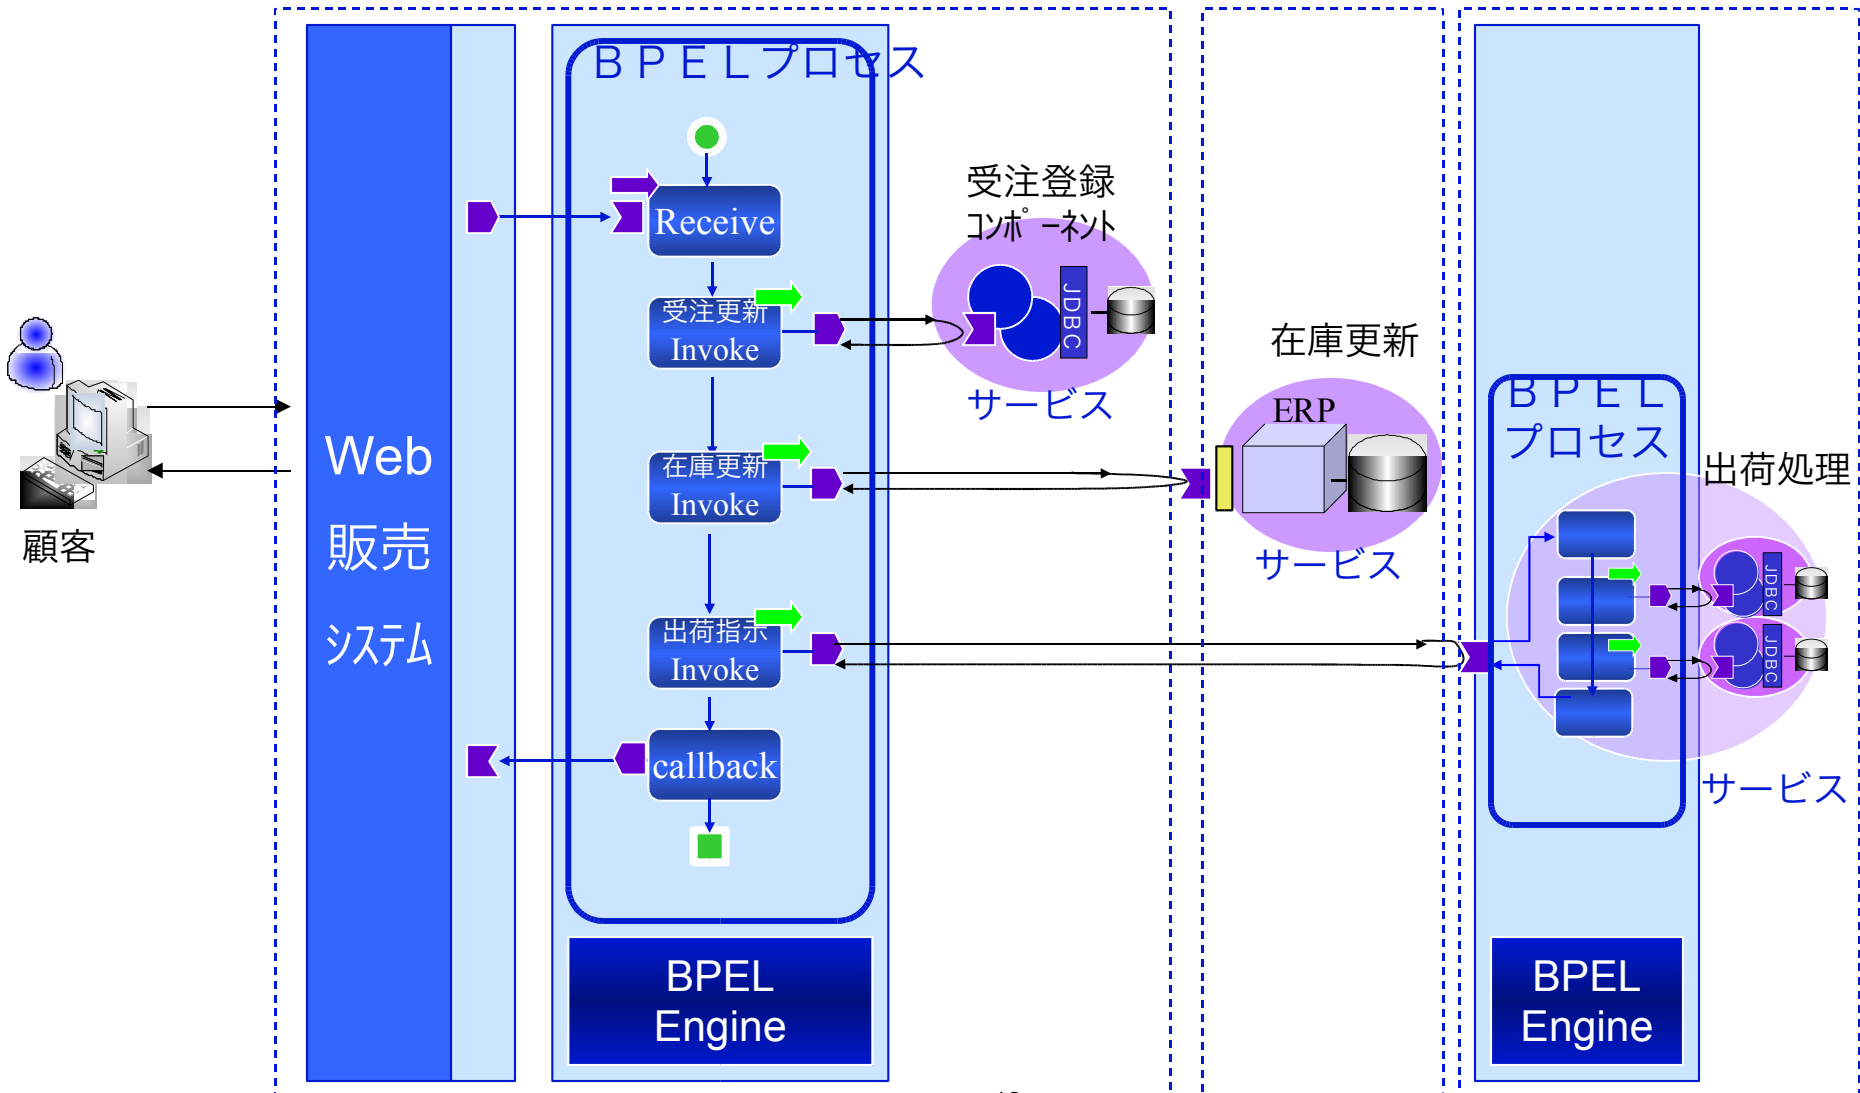 ＢＰＥＬプロセス
Receive
受注更新
Invoke
在庫更新
Invoke
出荷指示
Invoke
callback
BPEL
Engine
顧客
Web
販売
ｼｽﾃﾑ
受注登録
ｺﾝﾎﾟｰﾈﾝﾄ
JDBC
サービス
在庫更新
ERP
サービス
ＢＰＥＬ
プロセス
出荷処理
JDBC
JDBC
サービス
BPEL
Engine